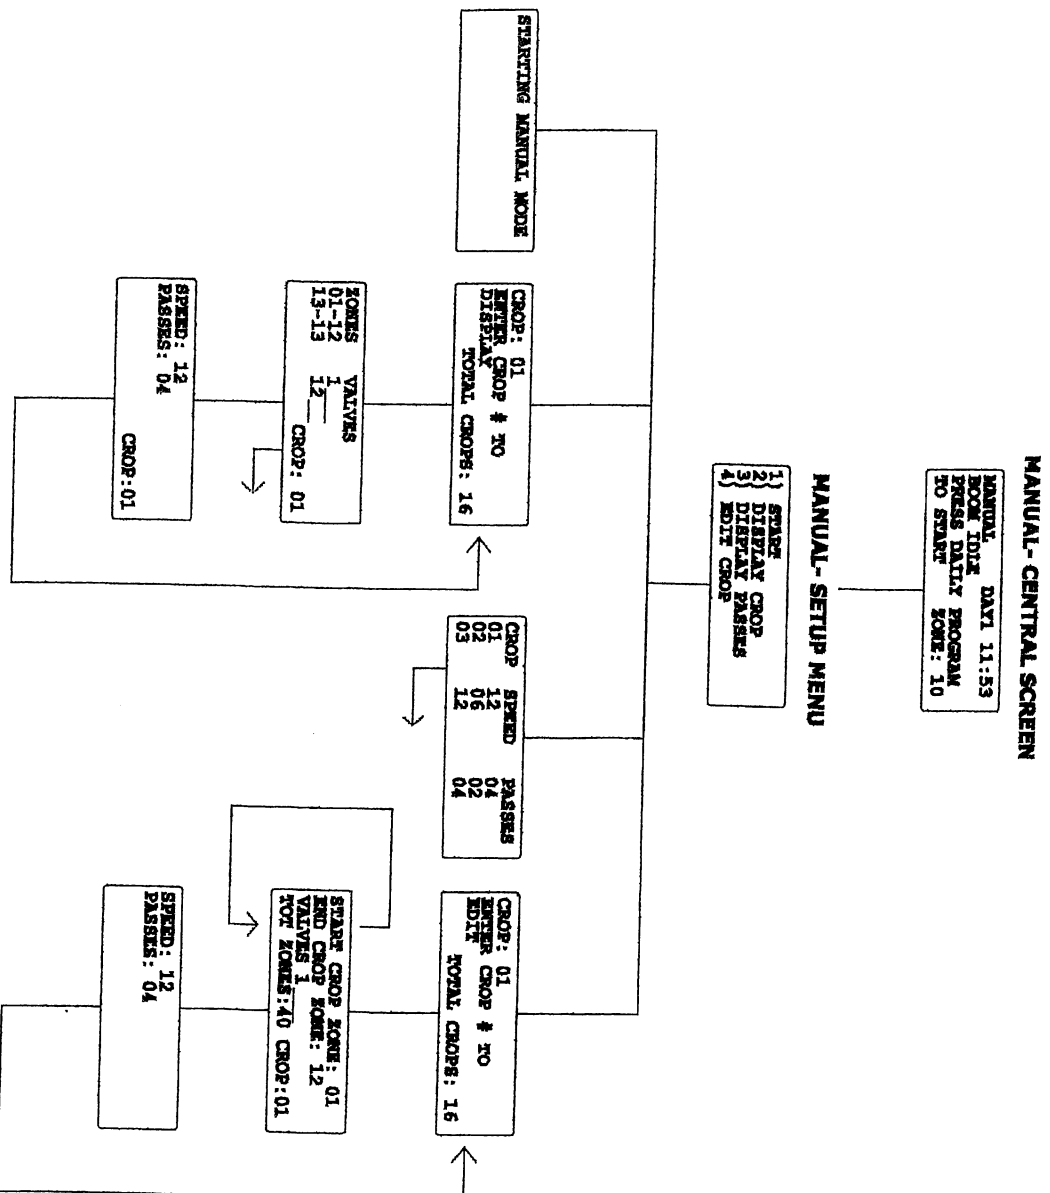 MANUAL- CENTRAL SCREEN
MANUAL DAY1 11:53
BOOM IDLE
PRESS DAILY PROGRAM
TO START ZONE: 10
MANUAL- SETUP MENU
1) START
2) DISPLAY CROP
3) DISPLAY PASSES
4) EDIT CROP
STARTING MANUAL MODE
CROP: 01
ENTER CROP # TO
DISPLAY
TOTAL CROPS: 16
ZONES VALVES
01-12 1__
13-13 12__
CROP: 01
SPEED: 12
PASSES: 04
CROP:01
CROP SPEED PASSES
01 12 04
02 06 02
03 12 04
CROP: 01
ENTER CROP # TO
EDIT
TOTAL CROPS: 16
START CROP ZONE: 01
END CROP ZONE: 12
VALVES 1__
TOT ZONES:40 CROP:01
SPEED: 12
PASSES: 04